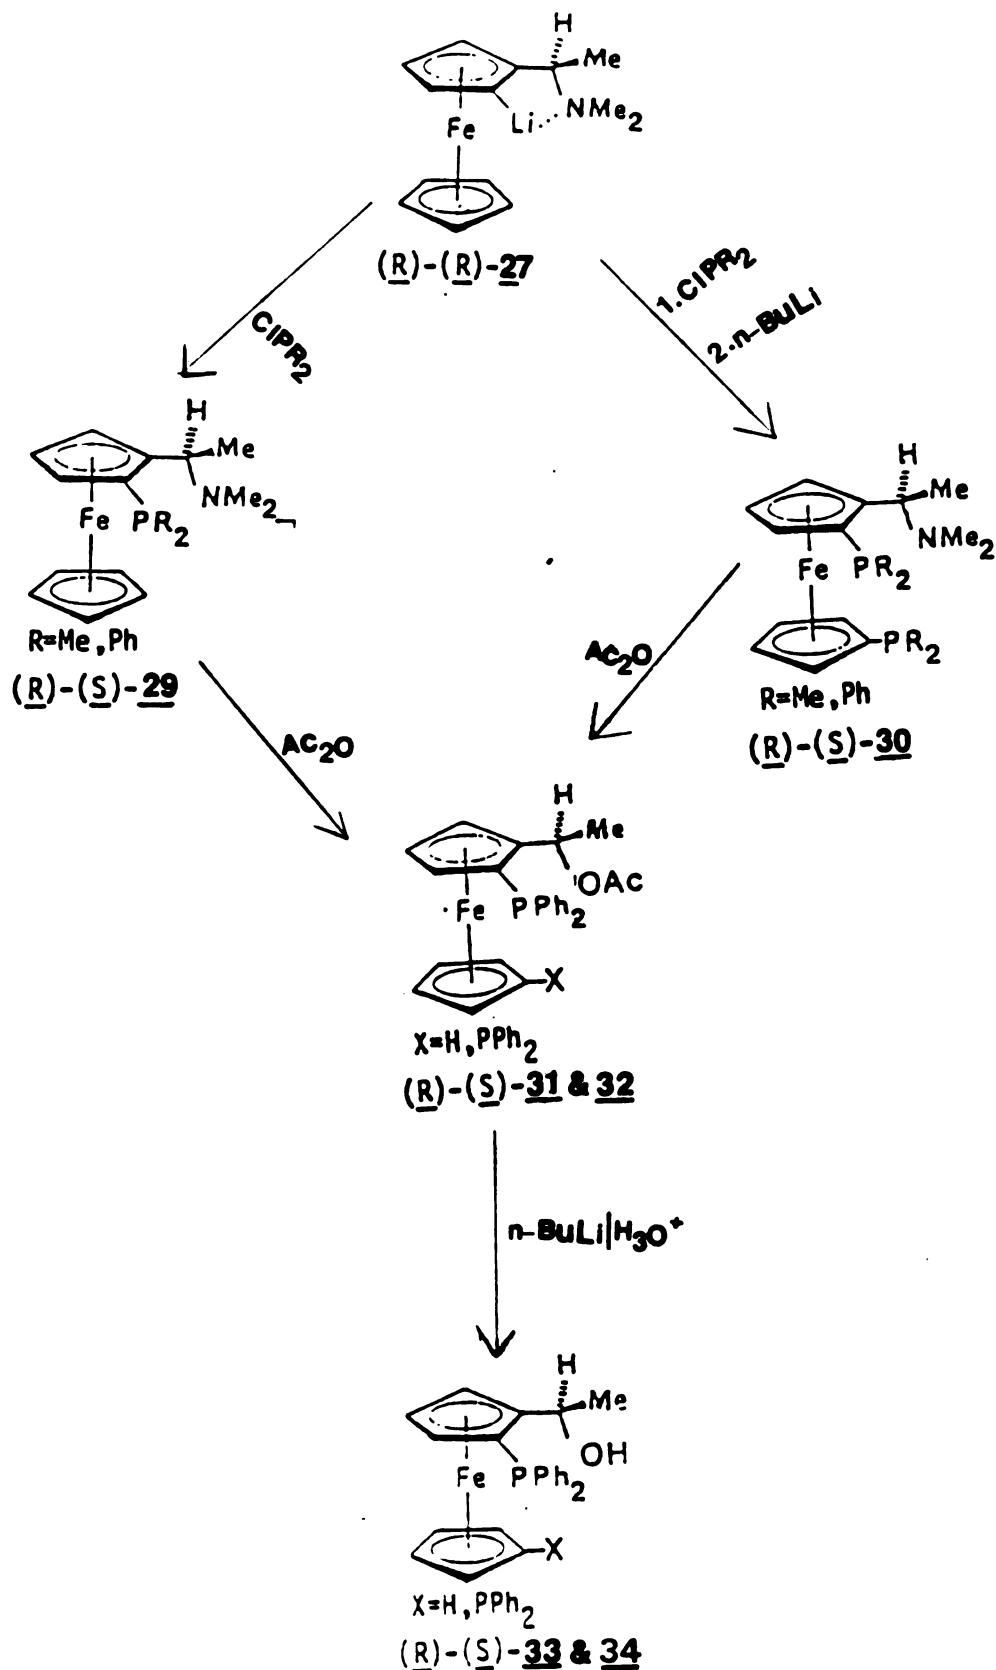 H
Me
Li
NMe2
Fe
(R)-(R)-27
ClPR2
1.ClPR2
2.n-BuLi
H
Me
NMe2
Fe PR2
R=Me,Ph
(R)-(S)-29
H
Me
NMe2
Fe PR2
PR2
R=Me,Ph
(R)-(S)-30
Ac2O
Ac2O
H
Me
OAc
Fe PPh2
X
X=H,PPh2
(R)-(S)-31 & 32
n-BuLi|H3O+
H
Me
OH
Fe PPh2
X
X=H,PPh2
(R)-(S)-33 & 34